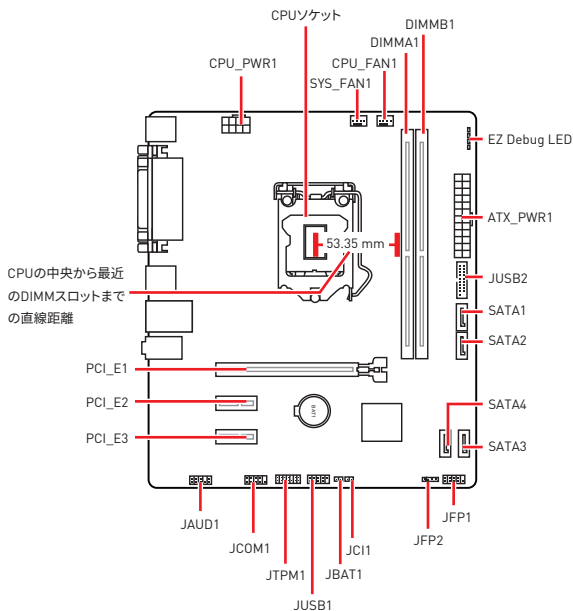 CPUソケット
DIMMB1
DIMMA1
CPU_PWR1
CPU_FAN1
SYS_FAN1
EZ Debug LED
ATX_PWR1
53.35 mm
CPUの中央から最近
のDIMMスロットまで
の直線距離
JUSB2
SATA1
SATA2
PCI_E1
PCI_E2
BAT1
SATA4
PCI_E3
SATA3
JAUD1
JCOM1
JTPM1
JUSB1
JBAT1
JCI1
JFP2
JFP1